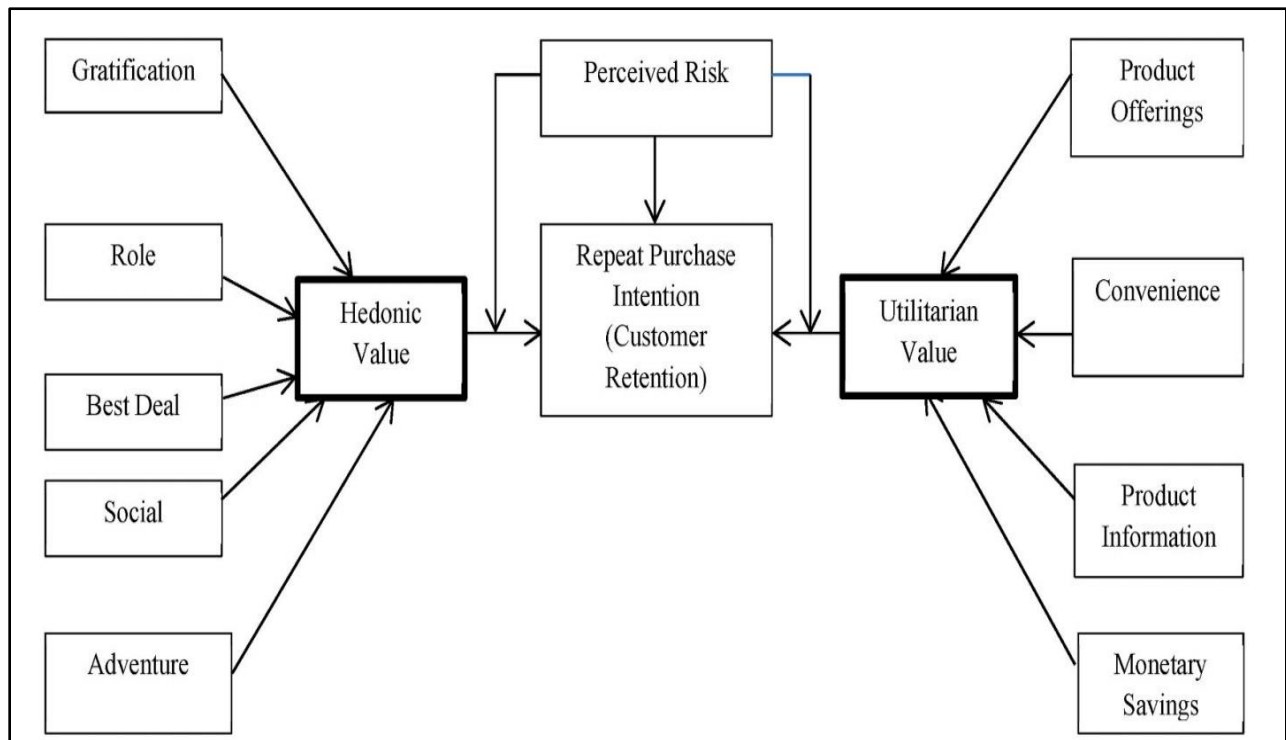 Gratification
Role
Best Deal
Social
Adventure
Hedonic
Value
Perceived Risk
Repeat Purchase
Intention
(Customer
Retention)
Utilitarian
Value
Product
Offerings
Convenience
Product
Information
Monetary
Savings